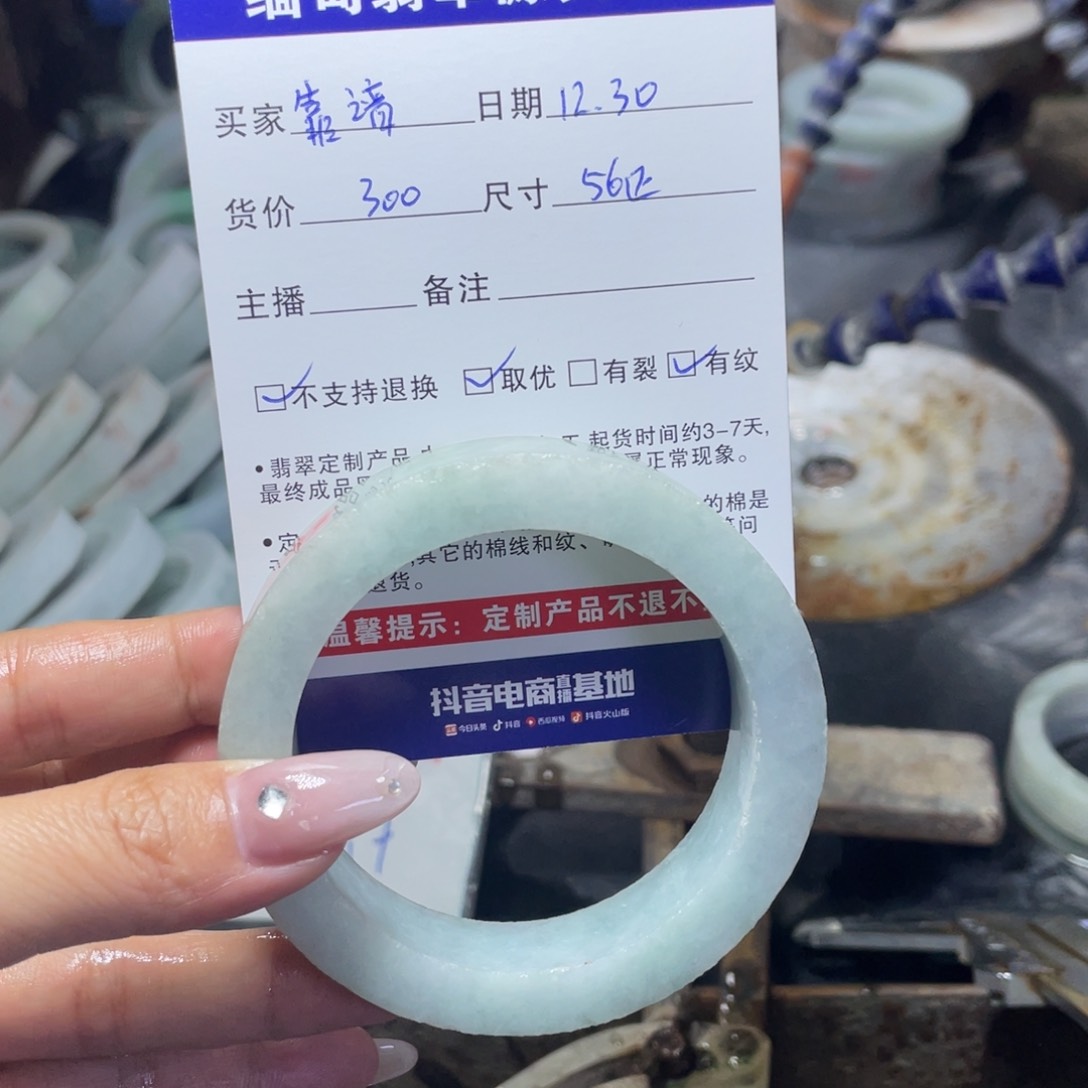 买家 靠墙 日期 12.30
货价 300 尺寸 56正
主播 备注
不支持退换 取优 有裂 有纹
•翡翠定制产品 起货时间约3-7天,
最终成品 正常现象。
的棉是
•定
其它的棉线和纹、
退货。
温馨提示：定制产品不退不
抖音电商直播基地
今日头条 抖音 西瓜视频 抖音火山版